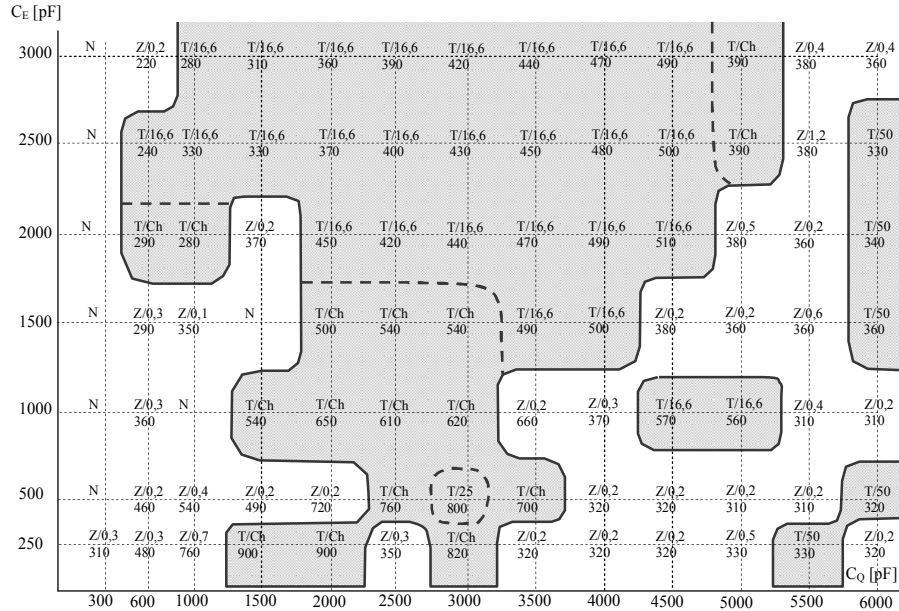 C_E [pF]
3000 N Z/0,2 T/16,6 T/16,6 T/16,6 T/16,6 T/16,6 T/16,6 T/16,6 T/16,6 T/Ch Z/0,4 Z/0,4
220 280 310 360 390 420 440 470 490 390 380 360
2500 N T/16,6 T/16,6 T/16,6 T/16,6 T/16,6 T/16,6 T/16,6 T/16,6 T/16,6 T/Ch Z/1,2 T/50
240 330 330 370 400 430 450 480 500 390 380 330
2000 N T/Ch T/Ch Z/0,2 T/16,6 T/16,6 T/16,6 T/16,6 T/16,6 T/16,6 Z/0,5 Z/0,2 T/50
290 280 370 450 420 440 470 490 510 380 360 340
1500 N Z/0,3 Z/0,1 N T/Ch T/Ch T/Ch T/16,6 T/16,6 Z/0,2 Z/0,2 Z/0,6 T/50
290 350 500 540 540 490 500 380 360 360 360
1000 N Z/0,3 N T/Ch T/Ch T/Ch T/Ch Z/0,2 Z/0,3 T/16,6 T/16,6 Z/0,4 Z/0,2
360 540 650 610 620 660 370 570 560 310 310
500 N Z/0,2 Z/0,4 Z/0,2 Z/0,2 T/Ch T/25 T/Ch Z/0,2 Z/0,2 Z/0,2 Z/0,2 T/50
460 540 490 720 760 800 700 320 320 310 310 320
250 Z/0,3 Z/0,3 Z/0,7 T/Ch T/Ch Z/0,3 T/Ch Z/0,2 Z/0,2 Z/0,2 Z/0,5 T/50 Z/0,2
310 480 760 900 900 350 820 320 320 320 330 330 320
C_Q [pF]
300 600 1000 1500 2000 2500 3000 3500 4000 4500 5000 5500 6000